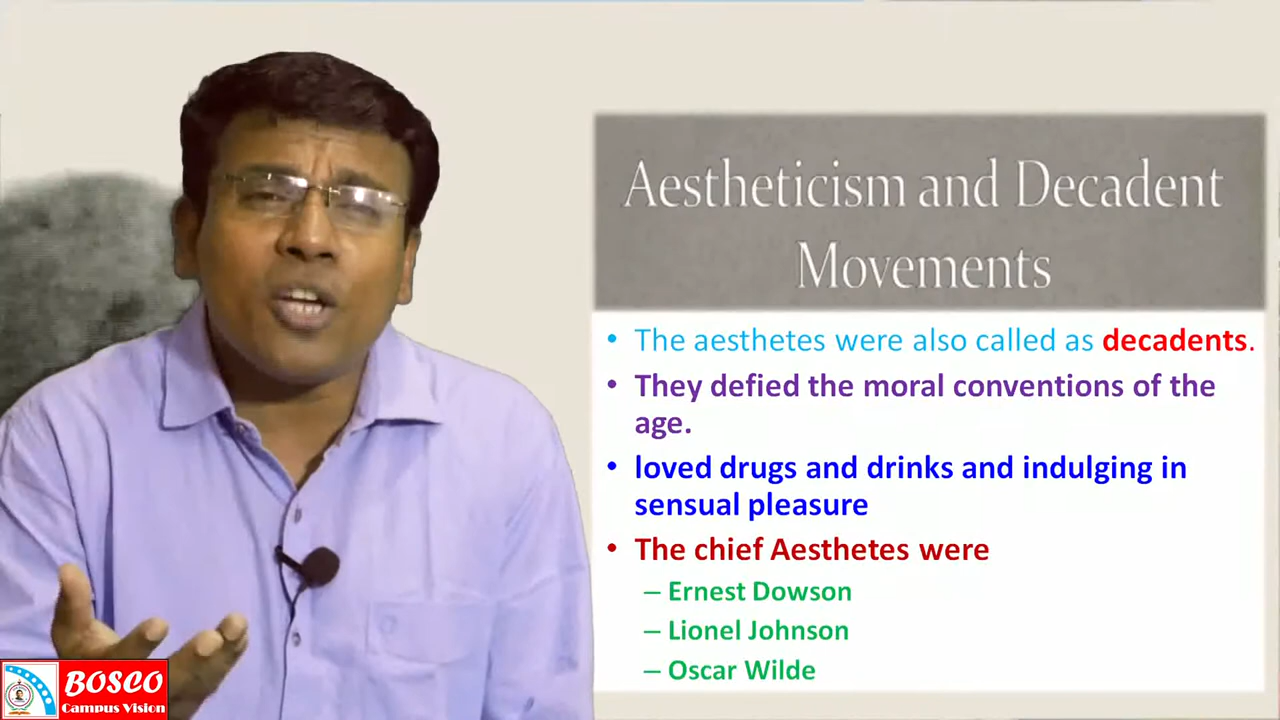 Aestheticism and Decadent
Movements
• The aesthetes were also called as decadents.
• They defied the moral conventions of the
age.
• loved drugs and drinks and indulging in
sensual pleasure
• The chief Aesthetes were
– Ernest Dowson
– Lionel Johnson
– Oscar Wilde
BOSCO
Campus Vision